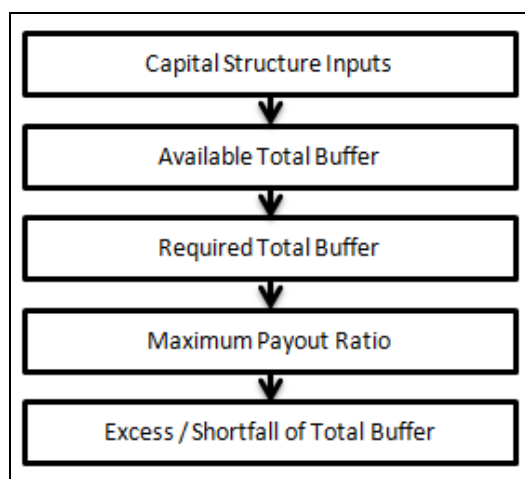 Capital Structure Inputs
Available Total Buffer
Required Total Buffer
Maximum Payout Ratio
Excess / Shortfall of Total Buffer